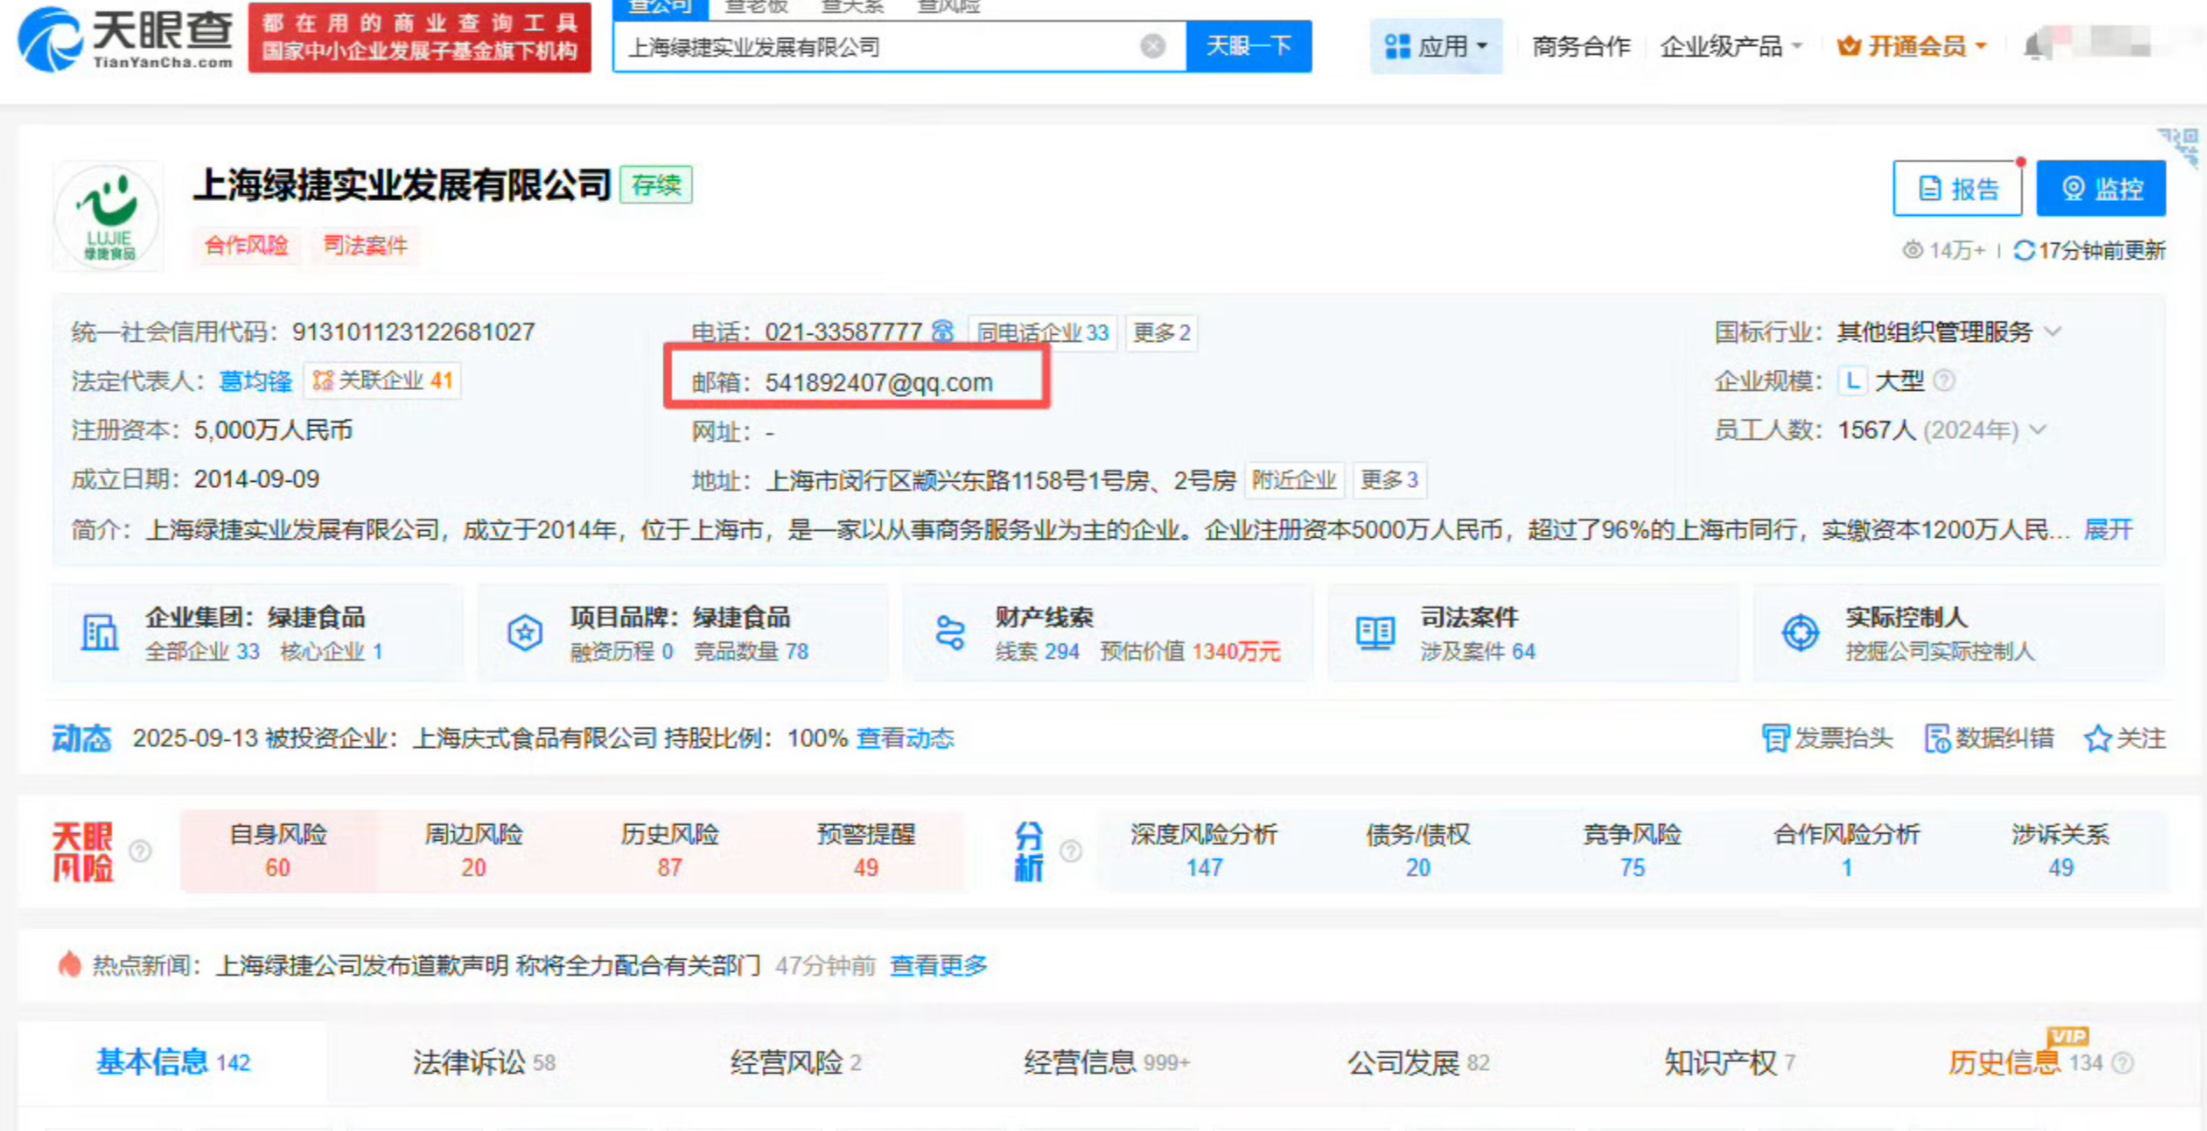 天眼查
TianYanCha.com
都在用的商业查询工具
国家中小企业发展子基金旗下机构
查公司 查老板 查关系 查风险
上海绿捷实业发展有限公司 天眼一下
应用 商务合作 企业级产品 开通会员
LUJIE
绿捷食品
上海绿捷实业发展有限公司 存续
合作风险 司法案件
报告 监控
14万+ 17分钟前更新
统一社会信用代码：913101123122681027
法定代表人：葛均锋 关联企业 41
注册资本：5,000万人民币
成立日期：2014-09-09
电话：021-33587777 同电话企业 33 更多 2
邮箱：541892407@qq.com
网址：-
地址：上海市闵行区颛兴东路1158号1号房、2号房 附近企业 更多 3
国标行业：其他组织管理服务
企业规模：L 大型
员工人数：1567人 (2024年)
简介：上海绿捷实业发展有限公司，成立于2014年，位于上海市，是一家以从事商务服务业为主的企业。企业注册资本5000万人民币，超过了96%的上海市同行，实缴资本1200万人民... 展开
企业集团：绿捷食品
全部企业 33 核心企业 1
项目品牌：绿捷食品
融资历程 0 竞品数量 78
财产线索
线索 294 预估价值 1340万元
司法案件
涉及案件 64
实际控制人
挖掘公司实际控制人
动态 2025-09-13 被投资企业：上海庆式食品有限公司 持股比例：100% 查看动态
发票抬头 数据纠错 关注
天眼
风险
自身风险 周边风险 历史风险 预警提醒
60 20 87 49
分
析
深度风险分析 债务/债权 竞争风险 合作风险分析 涉诉关系
147 20 75 1 49
热点新闻：上海绿捷公司发布道歉声明 称将全力配合有关部门 47分钟前 查看更多
基本信息 142 法律诉讼 58 经营风险 2 经营信息 999+ 公司发展 82 知识产权 7 历史信息 134
VIP